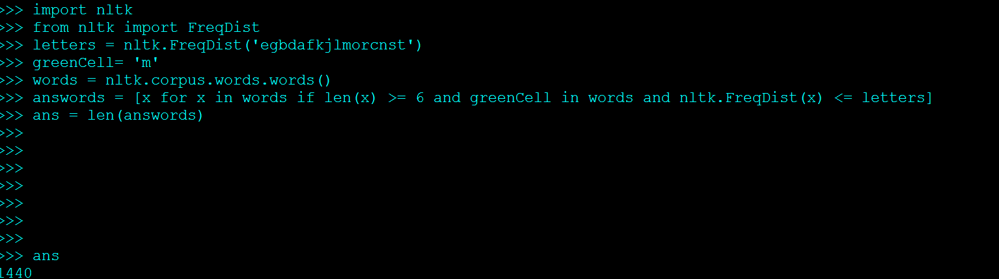 >>> import nltk
>>> from nltk import FreqDist
>>> letters = nltk.FreqDist('egbdafkjlmorcnst')
>>> greenCell= 'm'
>>> words = nltk.corpus.words.words()
>>> answords = [x for x in words if len(x) >= 6 and greenCell in words and nltk.FreqDist(x) <= letters]
>>> ans = len(answords)
>>>
>>>
>>>
>>>
>>>
>>>
>>>
>>> ans
1440